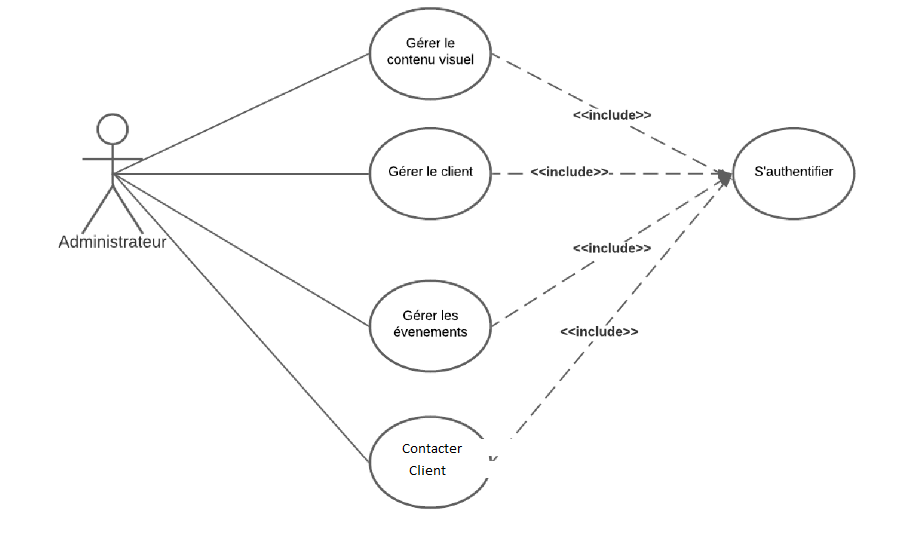 Gérer le
contenu visuel
<<include>>
Gérer le client
<<include>>
S'authentifier
Administrateur
<<include>>
Gérer les
évenements
<<include>>
Contacter
Client